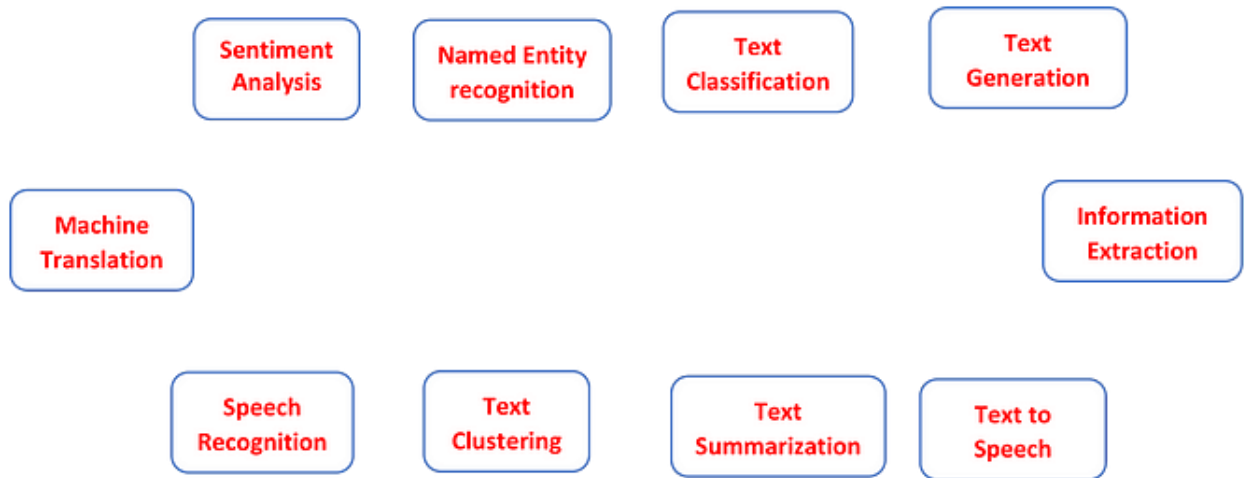 Sentiment
Analysis
Named Entity
recognition
Text
Classification
Text
Generation
Machine
Translation
Information
Extraction
Speech
Recognition
Text
Clustering
Text
Summarization
Text to
Speech